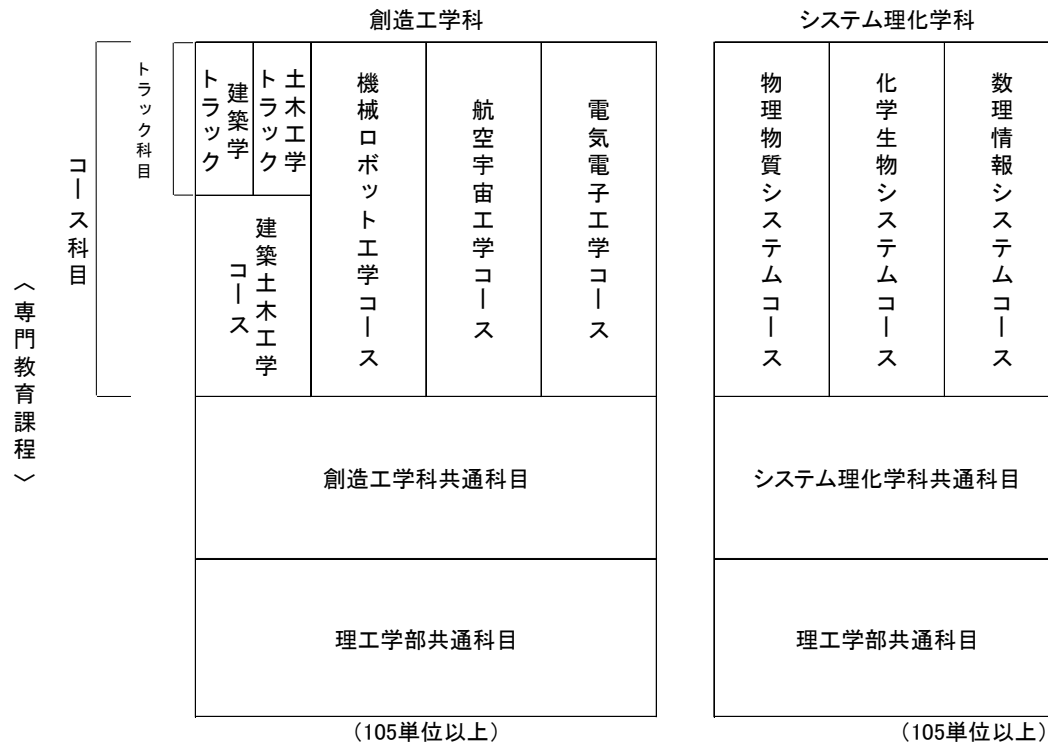 創造工学科
システム理化学科
〈専門教育課程〉
コース科目
トラック科目
建築学
トラック
土木工学
トラック
建築土木工学
コース
機械ロボット工学コース
航空宇宙工学コース
電気電子工学コース
物理物質システムコース
化学生物システムコース
数理情報システムコース
創造工学科共通科目
システム理化学科共通科目
理工学部共通科目
理工学部共通科目
（105単位以上）
（105単位以上）